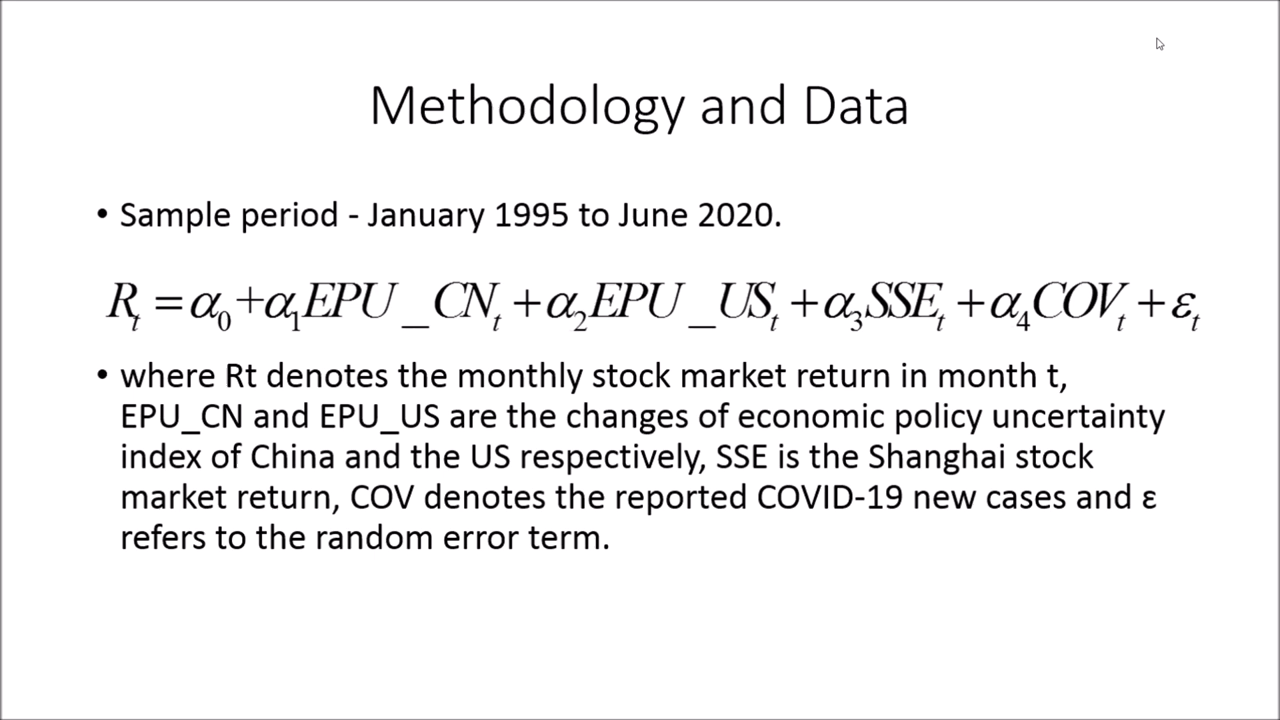 Methodology and Data
• Sample period - January 1995 to June 2020.
Rₜ = α₀+α₁EPU_CNₜ +α₂EPU_USₜ +α₃SSEₜ +α₄COVₜ +εₜ
• where Rt denotes the monthly stock market return in month t,
EPU_CN and EPU_US are the changes of economic policy uncertainty
index of China and the US respectively, SSE is the Shanghai stock
market return, COV denotes the reported COVID-19 new cases and ε
refers to the random error term.